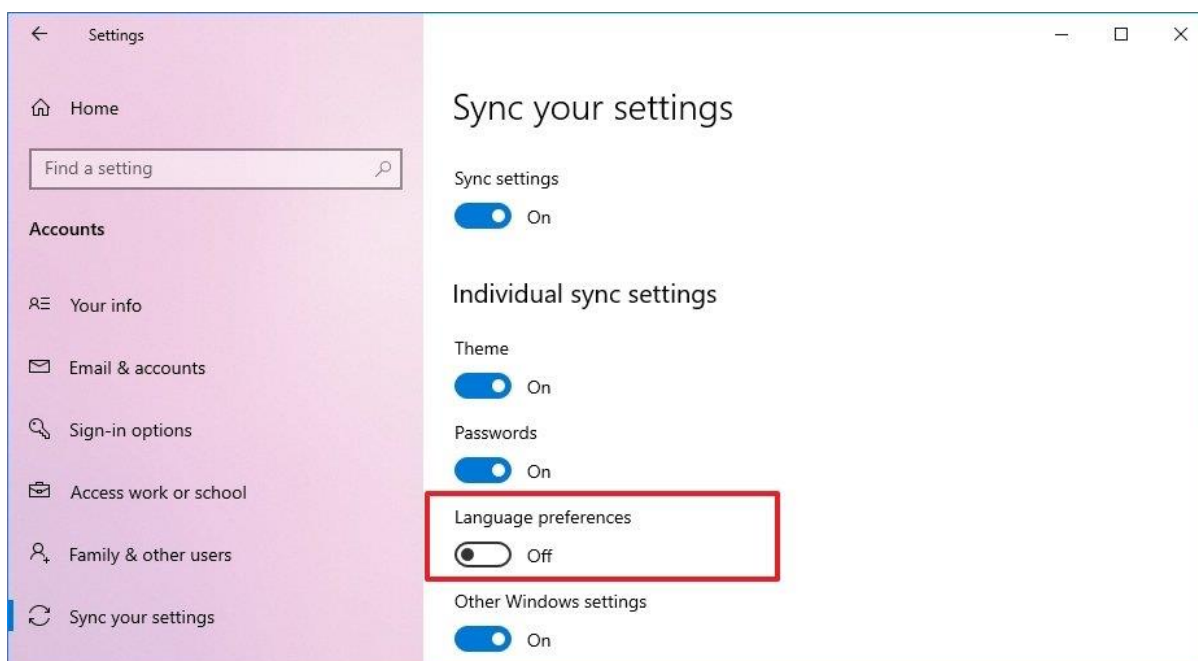 Settings
Home
Find a setting
Accounts
Your info
Email & accounts
Sign-in options
Access work or school
Family & other users
Sync your settings
Sync your settings
Sync settings
On
Individual sync settings
Theme
On
Passwords
On
Language preferences
Off
Other Windows settings
On